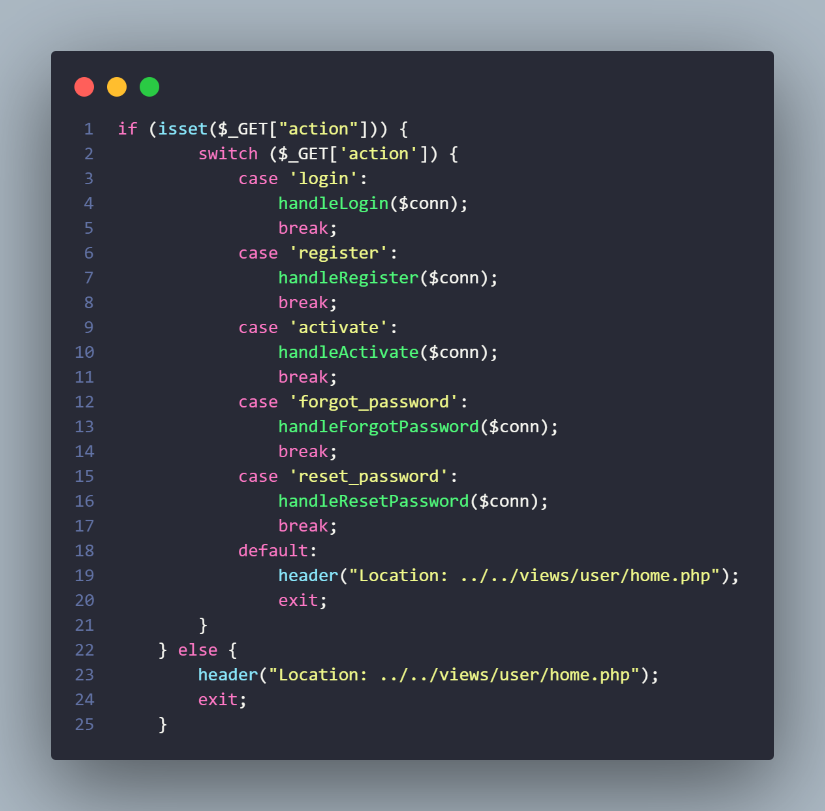 1 if (isset($_GET["action"])) {
2         switch ($_GET['action']) {
3             case 'login':
4                 handleLogin($conn);
5                 break;
6             case 'register':
7                 handleRegister($conn);
8                 break;
9             case 'activate':
10                 handleActivate($conn);
11                 break;
12             case 'forgot_password':
13                 handleForgotPassword($conn);
14                 break;
15             case 'reset_password':
16                 handleResetPassword($conn);
17                 break;
18             default:
19                 header("Location: ../../views/user/home.php");
20                 exit;
21         }
22     } else {
23         header("Location: ../../views/user/home.php");
24         exit;
25     }